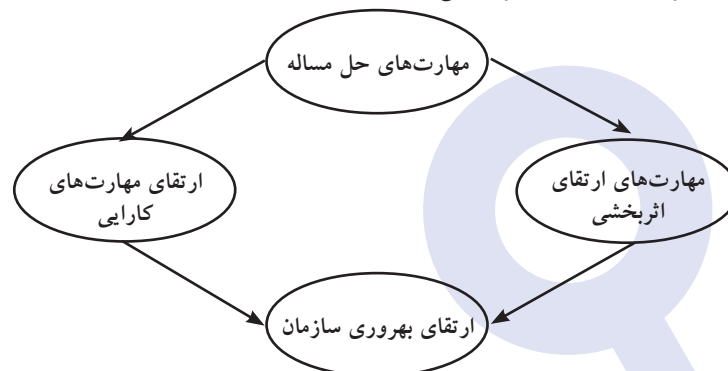 مهارت‌های حل مساله
مهارت‌های ارتقای
اثربخشی
ارتقای مهارت‌های
کارایی
ارتقای بهروری سازمان